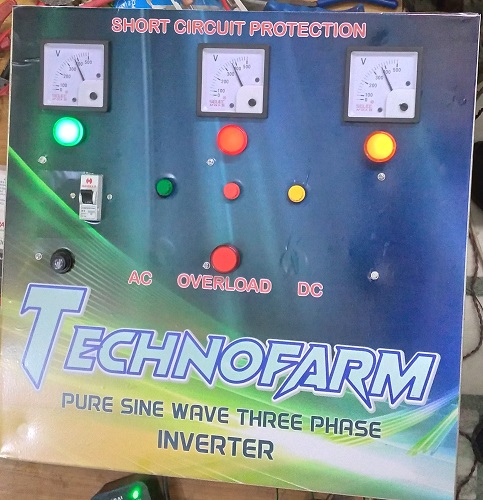 SHORT CIRCUIT PROTECTION
V
V
V
AC OVERLOAD DC
TECHNOFARM
PURE SINE WAVE THREE PHASE
INVERTER